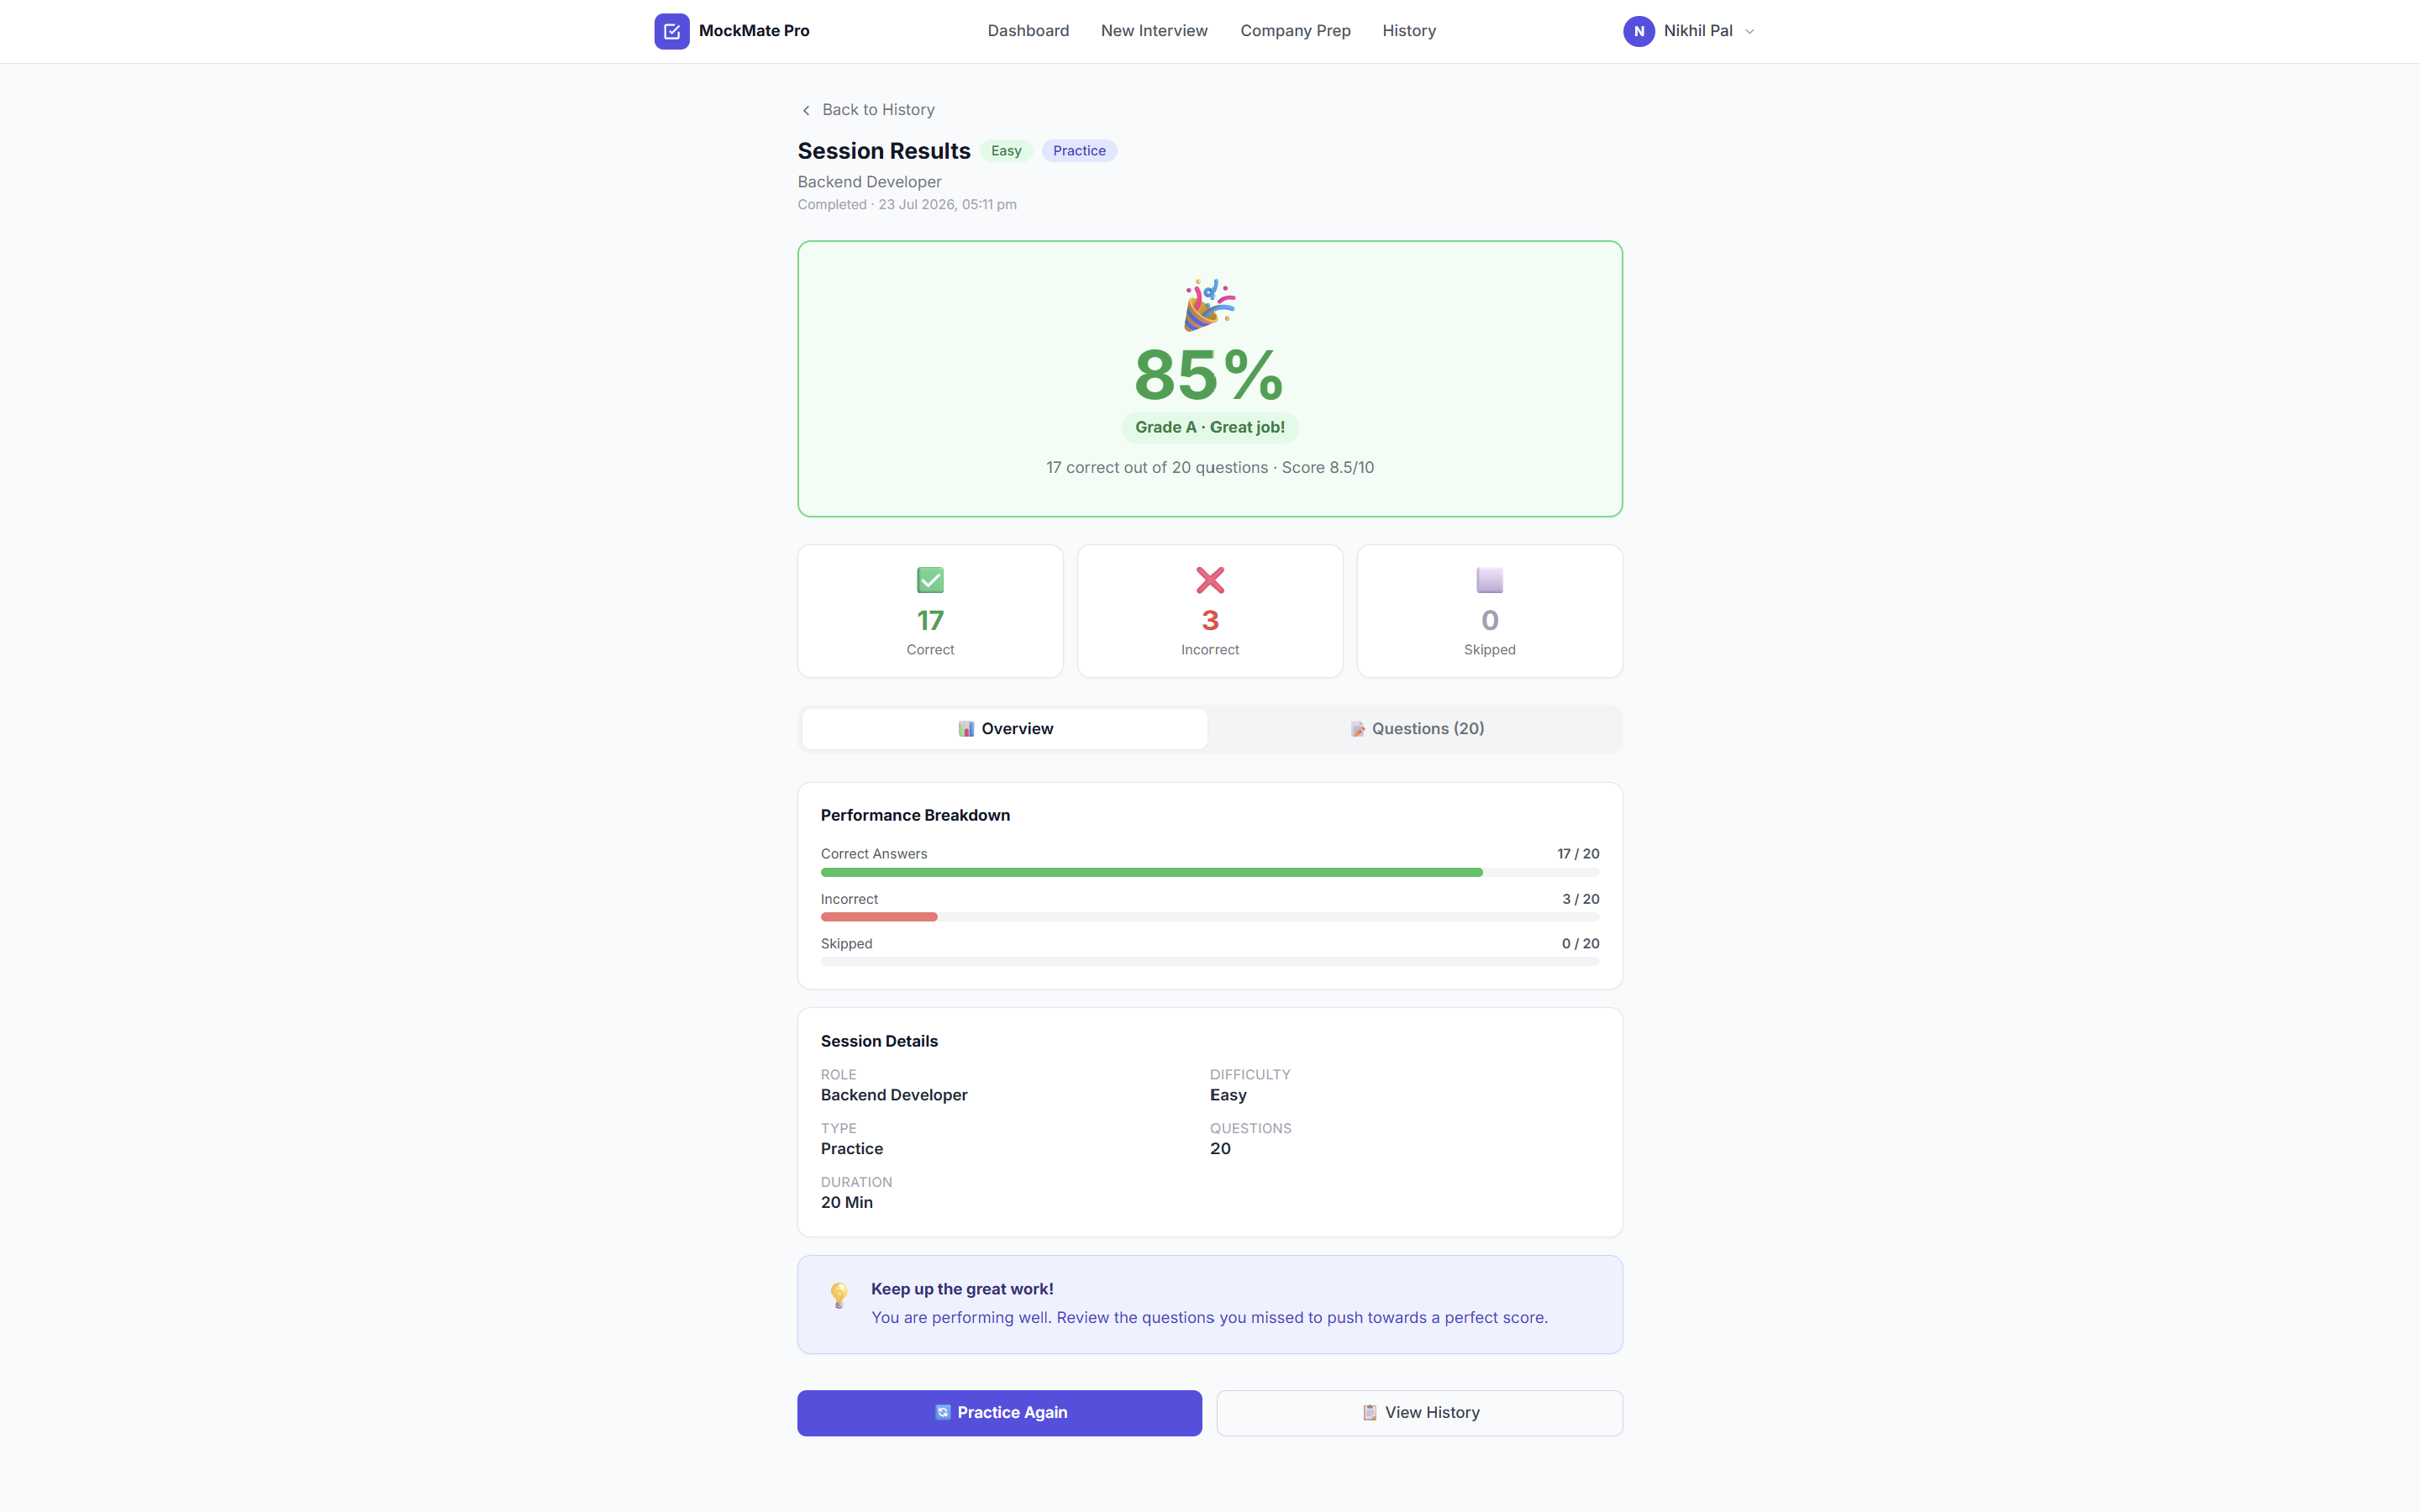 MockMate Pro
Dashboard
New Interview
Company Prep
History
N
Nikhil Pal
Back to History
Session Results
Easy
Practice
Backend Developer
Completed · 23 Jul 2026, 05:11 pm
85%
Grade A · Great job!
17 correct out of 20 questions · Score 8.5/10
17
Correct
3
Incorrect
0
Skipped
Overview
Questions (20)
Performance Breakdown
Correct Answers
17 / 20
Incorrect
3 / 20
Skipped
0 / 20
Session Details
ROLE
Backend Developer
DIFFICULTY
Easy
TYPE
Practice
QUESTIONS
20
DURATION
20 Min
Keep up the great work!
You are performing well. Review the questions you missed to push towards a perfect score.
Practice Again
View History